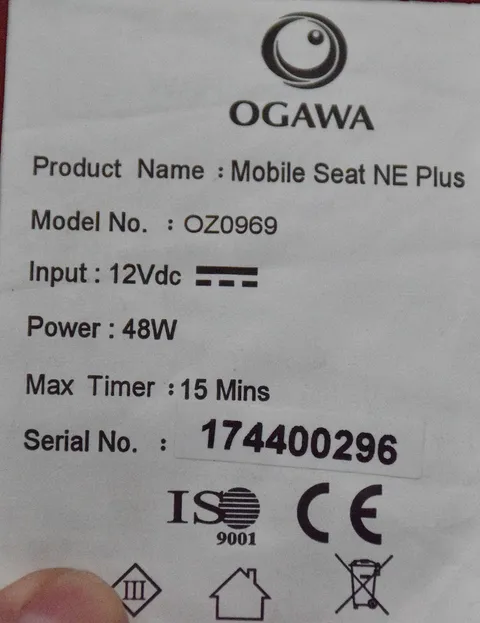 OGAWA
Product Name : Mobile Seat NE Plus
Model No. : OZ0969
Input : 12Vdc
Power : 48W
Max Timer : 15 Mins
Serial No. : 174400296
ISO CE
9001
III